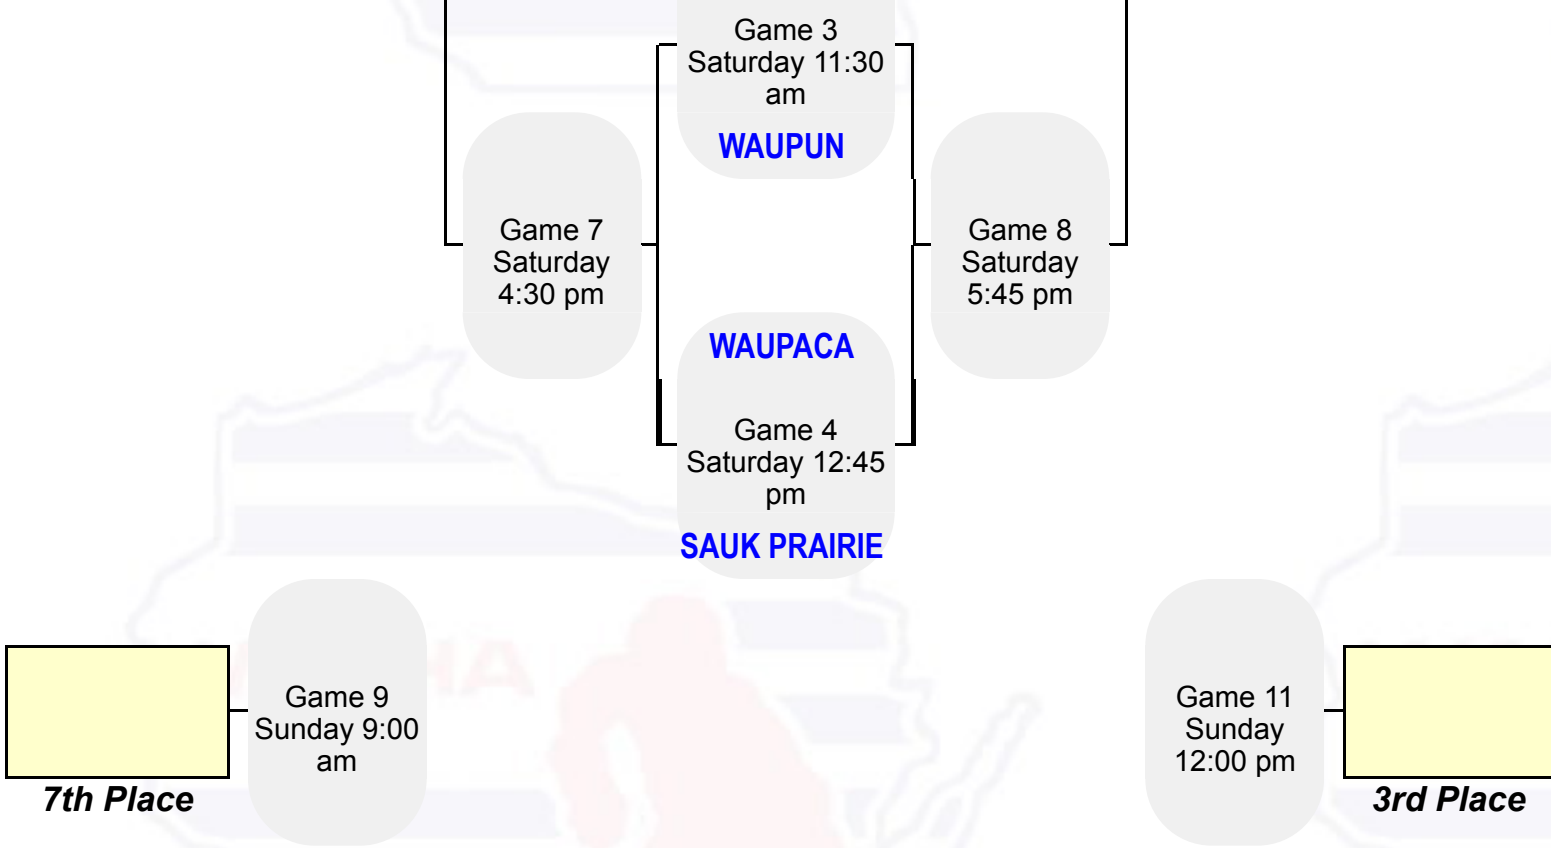 Game 3
Saturday 11:30
am
WAUPUN
Game 7
Saturday
4:30 pm
Game 8
Saturday
5:45 pm
WAUPACA
Game 4
Saturday 12:45
pm
SAUK PRAIRIE
Game 9
Sunday 9:00
am
7th Place
Game 11
Sunday
12:00 pm
3rd Place